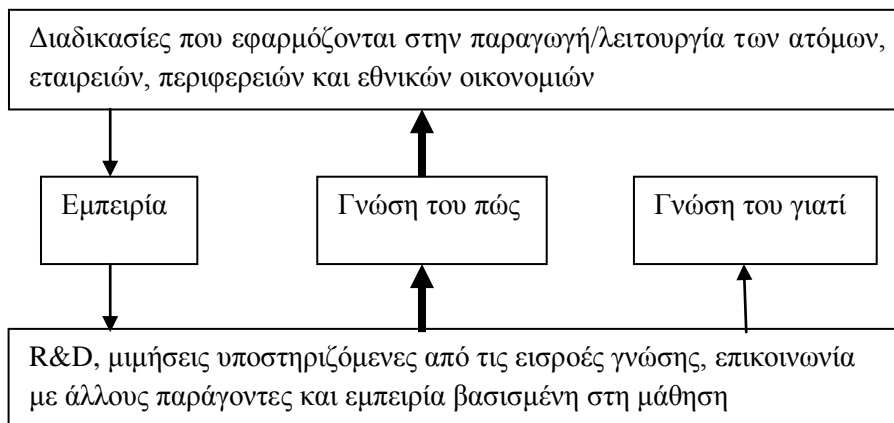 Διαδικασίες που εφαρμόζονται στην παραγωγή/λειτουργία των ατόμων,
εταιρειών, περιφερειών και εθνικών οικονομιών
Εμπειρία
Γνώση του πώς
Γνώση του γιατί
R&D, μιμήσεις υποστηριζόμενες από τις εισροές γνώσης, επικοινωνία
με άλλους παράγοντες και εμπειρία βασισμένη στη μάθηση